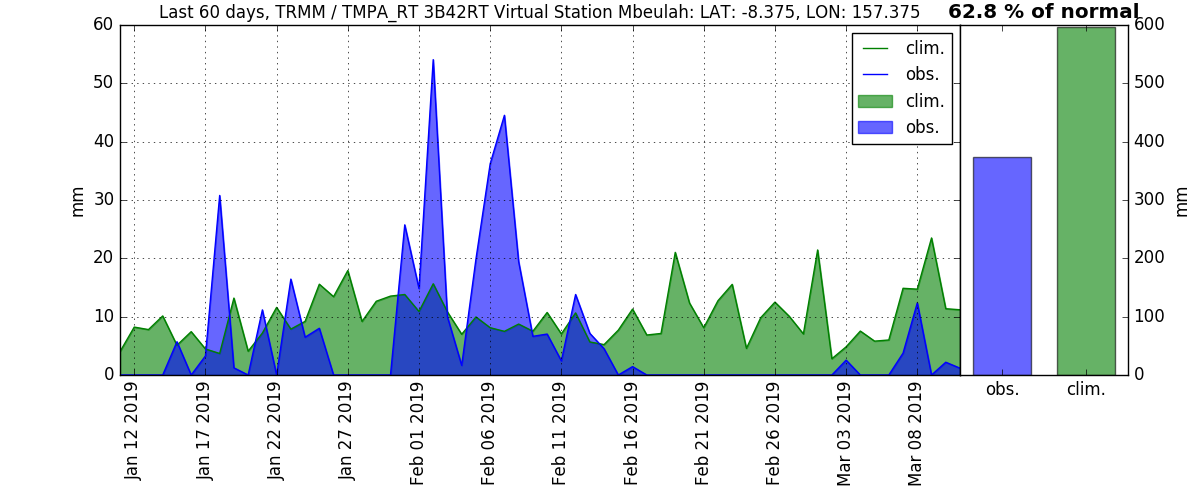 Last 60 days, TRMM / TMPA_RT 3B42RT Virtual Station Mbeulah: LAT: -8.375, LON: 157.375
62.8 % of normal
60
50
40
30
20
10
0
mm
clim.
obs.
clim.
obs.
Jan 12 2019
Jan 17 2019
Jan 22 2019
Jan 27 2019
Feb 01 2019
Feb 06 2019
Feb 11 2019
Feb 16 2019
Feb 21 2019
Feb 26 2019
Mar 03 2019
Mar 08 2019
600
500
400
300
200
100
0
mm
obs.
clim.